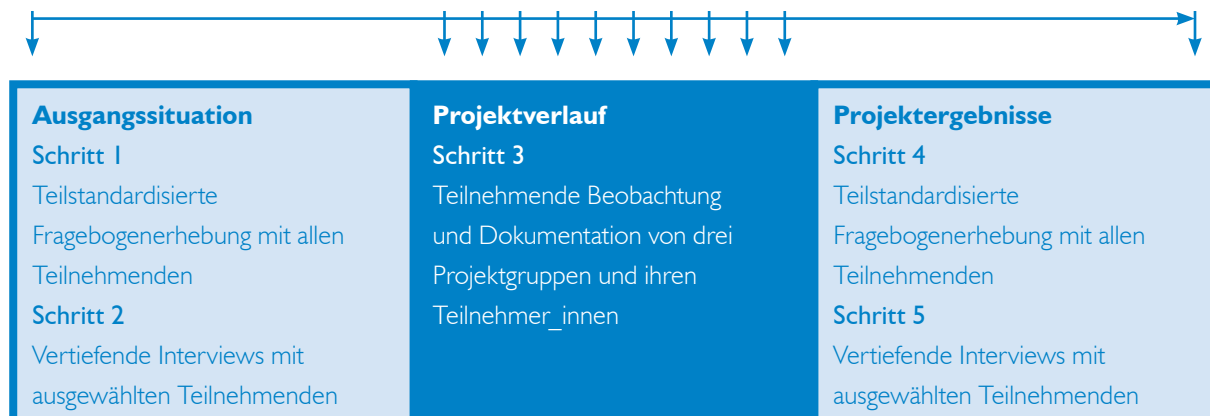 Ausgangssituation
Schritt 1
Teilstandardisierte
Fragebogenerhebung mit allen
Teilnehmenden
Schritt 2
Vertiefende Interviews mit
ausgewählten Teilnehmenden
Projektverlauf
Schritt 3
Teilnehmende Beobachtung
und Dokumentation von drei
Projektgruppen und ihren
Teilnehmer_innen
Projektergebnisse
Schritt 4
Teilstandardisierte
Fragebogenerhebung mit allen
Teilnehmenden
Schritt 5
Vertiefende Interviews mit
ausgewählten Teilnehmenden